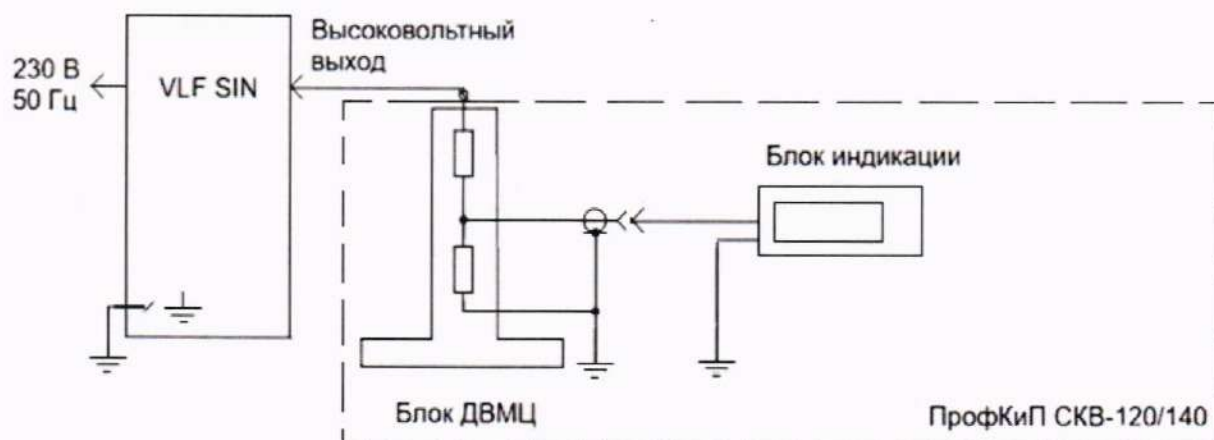 230 В
50 Гц
VLF SIN
Высоковольтный
выход
Блок индикации
Блок ДВМЦ
ПрофКиП СКВ-120/140